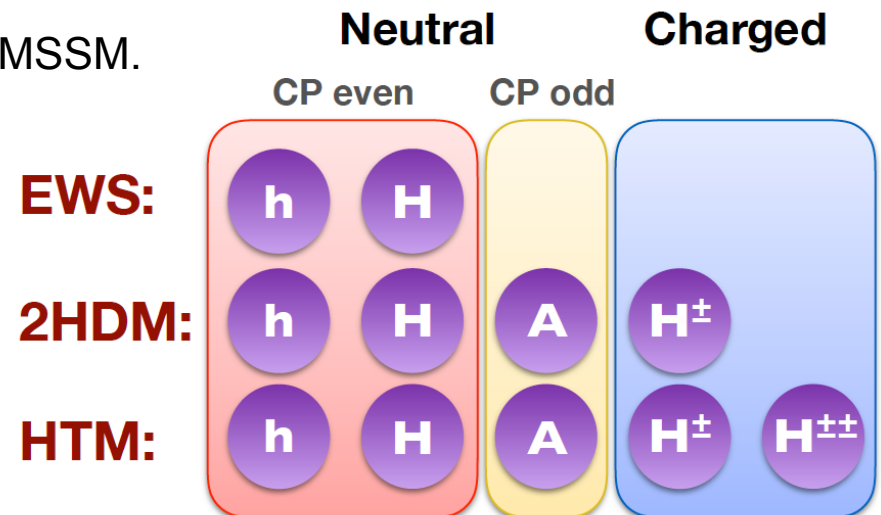 Neutral Charged
MSSM.
CP even CP odd
EWS: h H
2HDM: h H A H±
HTM: h H A H± H±±